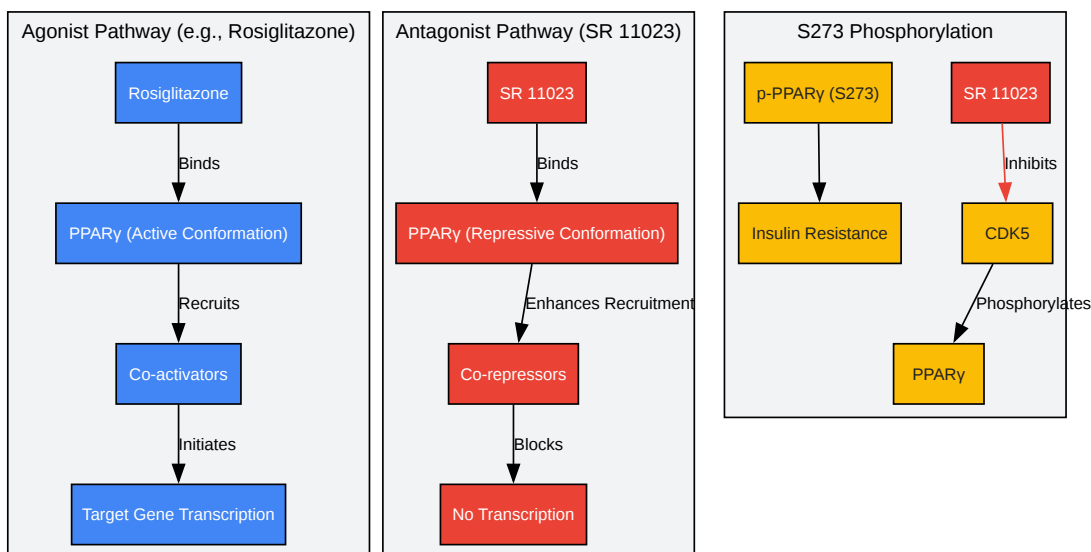 Agonist Pathway (e.g., Rosiglitazone)
Rosiglitazone
Binds
PPARγ (Active Conformation)
Recruits
Co-activators
Initiates
Target Gene Transcription
Antagonist Pathway (SR 11023)
SR 11023
Binds
PPARγ (Repressive Conformation)
Enhances Recruitment
Co-repressors
Blocks
No Transcription
S273 Phosphorylation
p-PPARγ (S273)
SR 11023
Inhibits
Insulin Resistance
CDK5
Phosphorylates
PPARγ